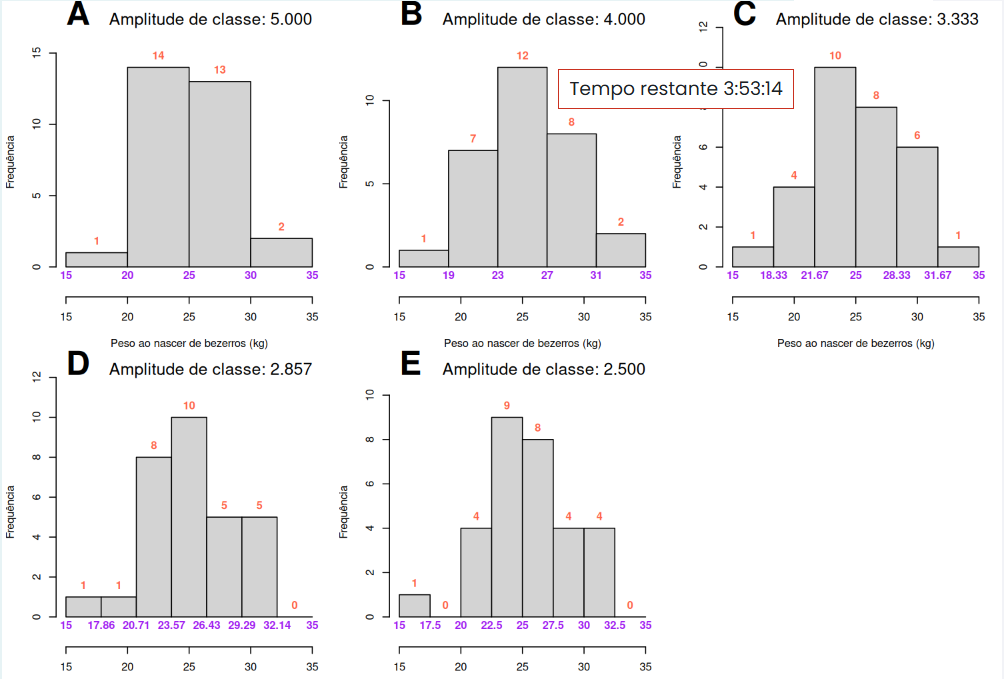 A Amplitude de classe: 5.000
Frequência
0 5 10 15
1 14 13 2
15 20 25 30 35
15 20 25 30 35
Peso ao nascer de bezerros (kg)
B Amplitude de classe: 4.000
Frequência
0 5 10
1 7 12 8 2
15 19 23 27 31 35
15 20 25 30 35
Peso ao nascer de bezerros (kg)
Tempo restante 3:53:14
C Amplitude de classe: 3.333
Frequência
0 2 4 6 0 12
1 4 10 8 6 1
15 18.33 21.67 25 28.33 31.67 35
15 20 25 30 35
Peso ao nascer de bezerros (kg)
D Amplitude de classe: 2.857
Frequência
0 2 4 6 8 10 12
1 1 8 10 5 5 0
15 17.86 20.71 23.57 26.43 29.29 32.14 35
15 20 25 30 35
E Amplitude de classe: 2.500
Frequência
0 2 4 6 8 10
1 0 4 9 8 4 4 0
15 17.5 20 22.5 25 27.5 30 32.5 35
15 20 25 30 35